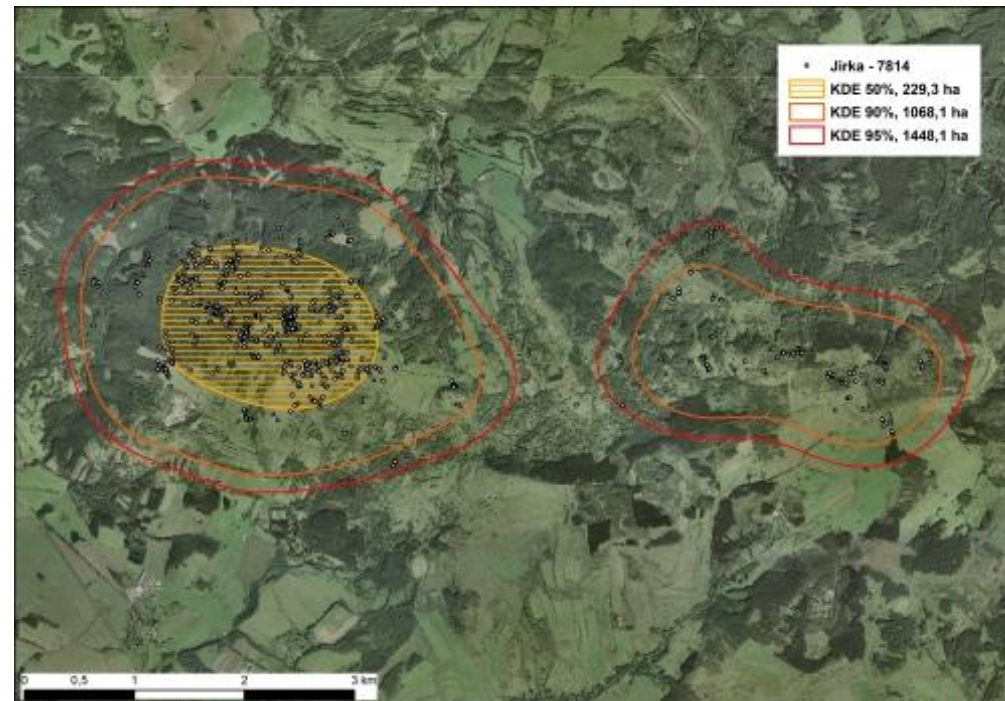 Jirka - 7814
KDE 50%, 229,3 ha
KDE 90%, 1068,1 ha
KDE 95%, 1448,1 ha
0 0,5 1 2 3 km